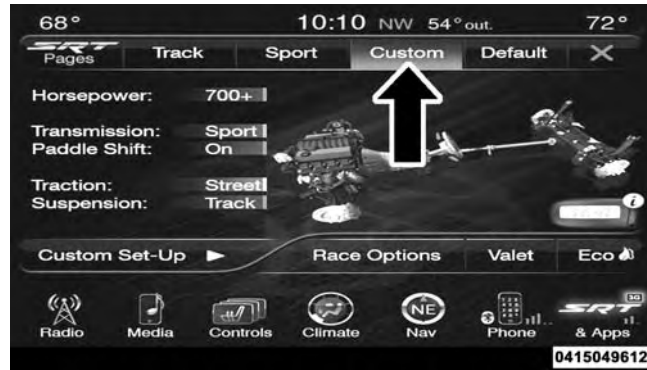 68° 10:10 NW 54° out. 72°
SRT Pages Track Sport Custom Default X
Horsepower: 700+
Transmission: Sport
Paddle Shift: On
Traction: Street
Suspension: Track
i
Custom Set-Up Race Options Valet Eco
NE 3G
SRT
Radio Media Controls Climate Nav Phone & Apps
0415049612